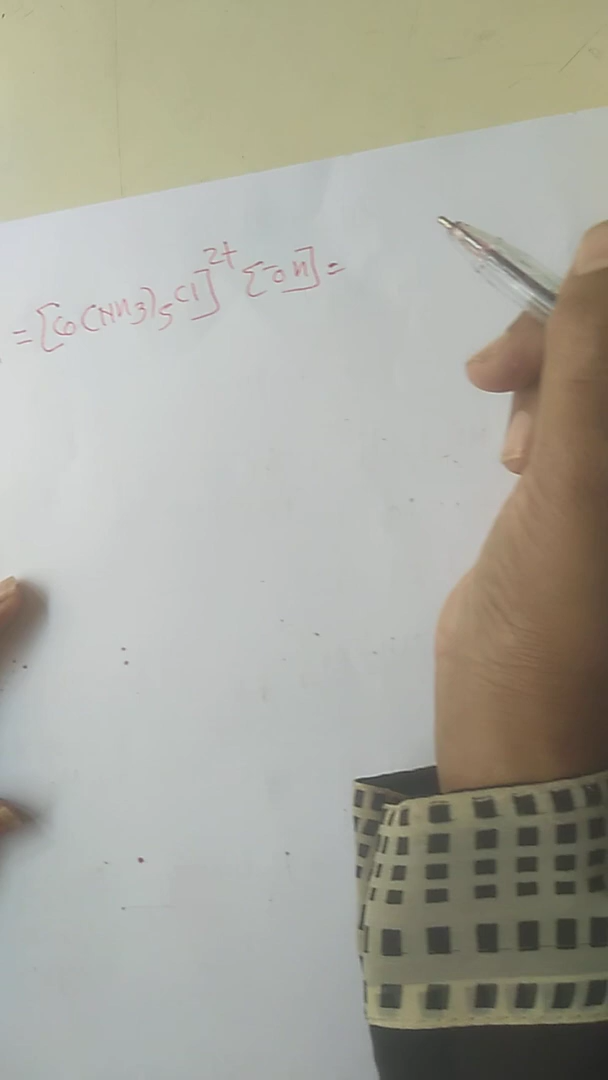 = [Co(NH3)5Cl]²⁺ [⁻OH] =